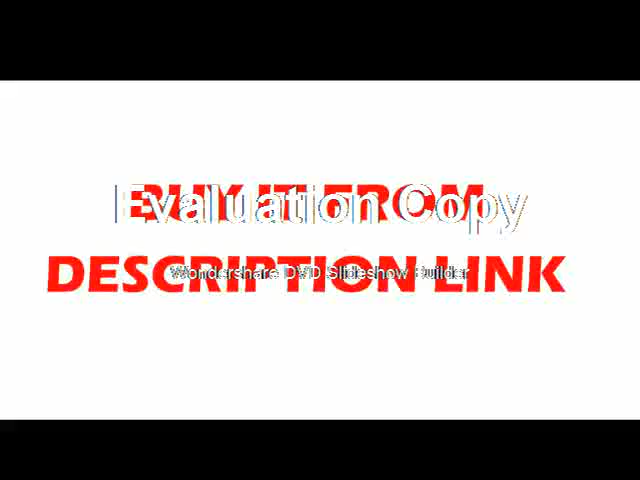 BUY IT FROM
Evaluation Copy
DESCRIPTION LINK
Wondershare DVD Slideshow Builder